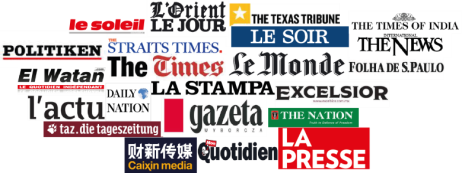 le soleil
L'Orient
LE JOUR
THE TEXAS TRIBUNE
LE SOIR
THE TIMES OF INDIA
INTERNATIONAL
THE NEWS
POLITIKEN
THE
STRAITS TIMES
El Watan
LE QUOTIDIEN INDÉPENDANT
The Times
Le Monde
FOLHA DE S.PAULO
l'actu
DAILY
NATION
LA STAMPA
EXCELSIOR
taz.die tageszeitung
gazeta
WYBORCZA
THE NATION
财新传媒
Caixin media
Le Quotidien
LA
PRESSE